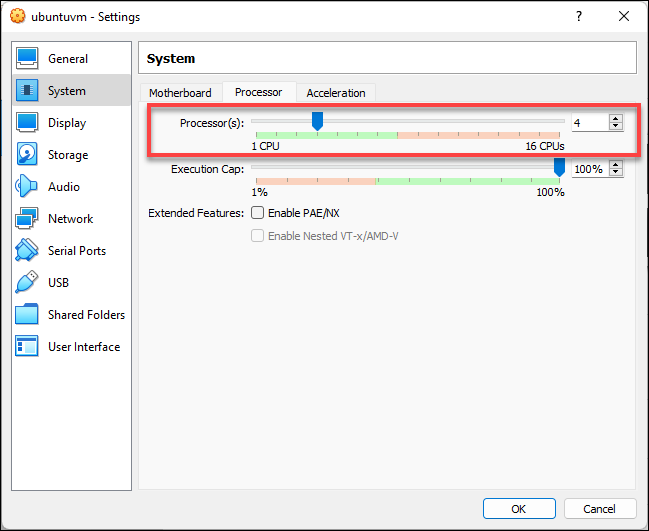 ubuntuvm - Settings
?
General
System
Display
Storage
Audio
Network
Serial Ports
USB
Shared Folders
User Interface
System
Motherboard Processor Acceleration
Processor(s): 4
1 CPU 16 CPUs
Execution Cap: 100%
1% 100%
Extended Features: Enable PAE/NX
Enable Nested VT-x/AMD-V
OK Cancel